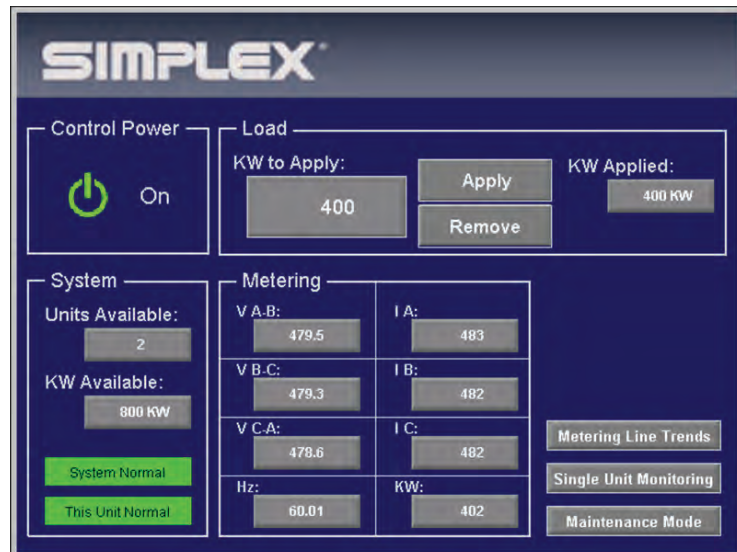 SIMPLEX
Control Power
On
Load
KW to Apply:
400
Apply
Remove
KW Applied:
400 KW
System
Units Available:
2
KW Available:
800 KW
System Normal
This Unit Normal
Metering
V A-B:
479.5
I A:
483
V B-C:
479.3
I B:
482
V C-A:
478.6
I C:
482
Hz:
60.01
KW:
402
Metering Line Trends
Single Unit Monitoring
Maintenance Mode